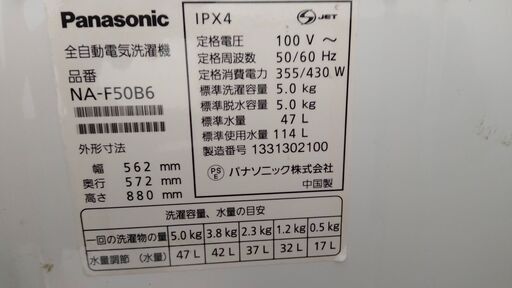 Panasonic
全自動電気洗濯機
品番
NA-F50B6
外形寸法
幅 562 mm
奥行 572 mm
高さ 880 mm
IPX4
JET
定格電圧 100 V ～
定格周波数 50/60 Hz
定格消費電力 355/430 W
標準洗濯容量 5.0 kg
標準脱水容量 5.0 kg
標準水量 47 L
標準使用水量 114 L
製造番号 1331302100
PS E パナソニック株式会社
中国製
洗濯容量、水量の目安
一回の洗濯物の量 5.0 kg 3.8 kg 2.3 kg 1.2 kg 0.5 kg
水量調節 (水量) 47 L 42 L 37 L 32 L 17 L